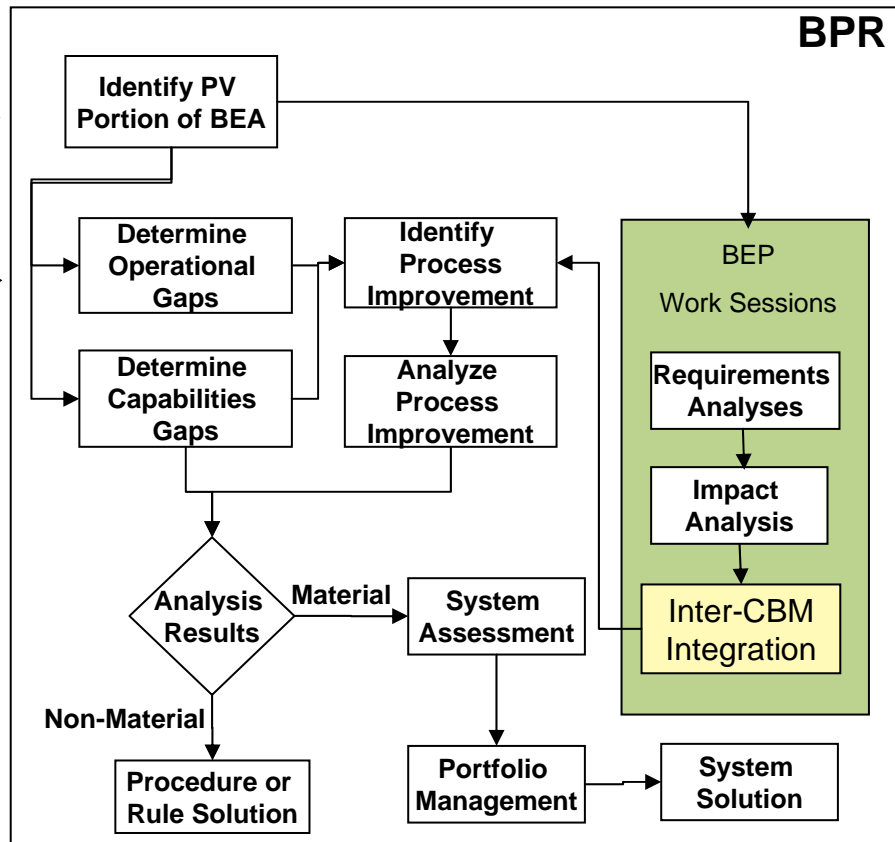 BPR
Identify PV
Portion of BEA
Determine
Operational
Gaps
Identify
Process
Improvement
BEP
Work Sessions
Determine
Capabilities
Gaps
Analyze
Process
Improvement
Requirements
Analyses
Impact
Analysis
Inter-CBM
Integration
Analysis
Results
Material
System
Assessment
Non-Material
Procedure or
Rule Solution
Portfolio
Management
System
Solution